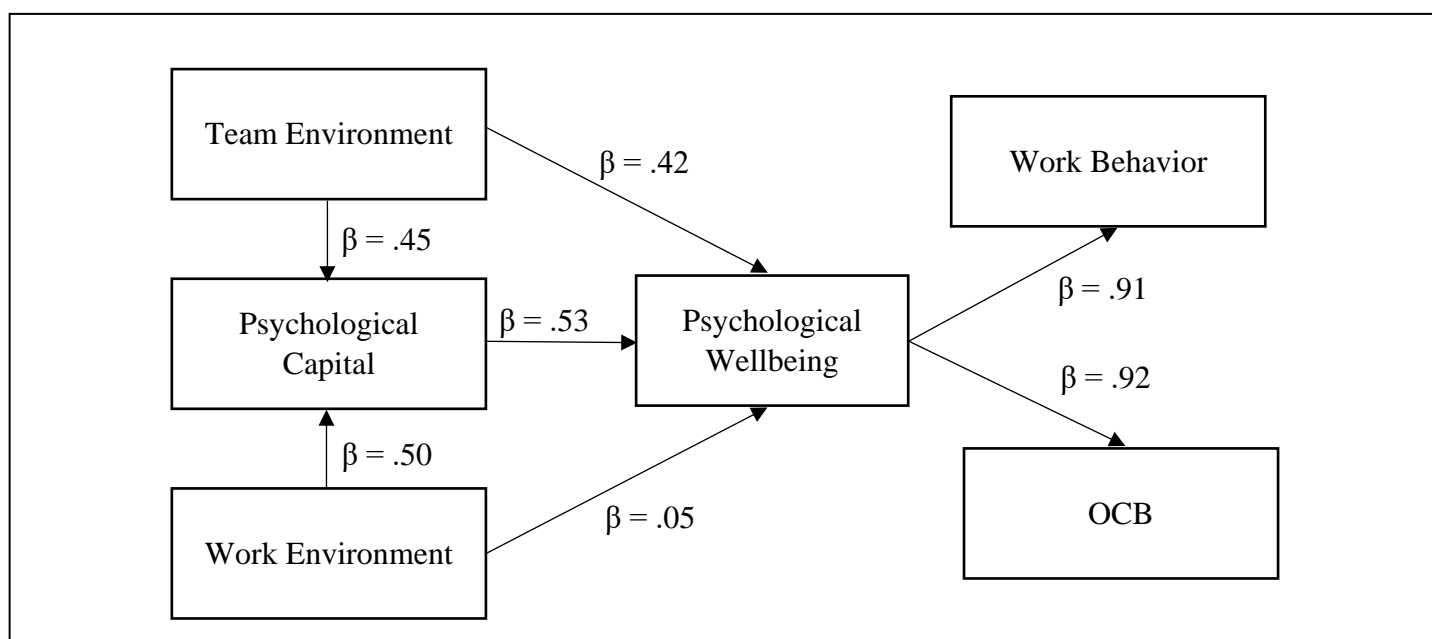 Team Environment
β = .42
Work Behavior
β = .45
Psychological
Capital
β = .53
Psychological
Wellbeing
β = .91
β = .92
β = .50
Work Environment
β = .05
OCB